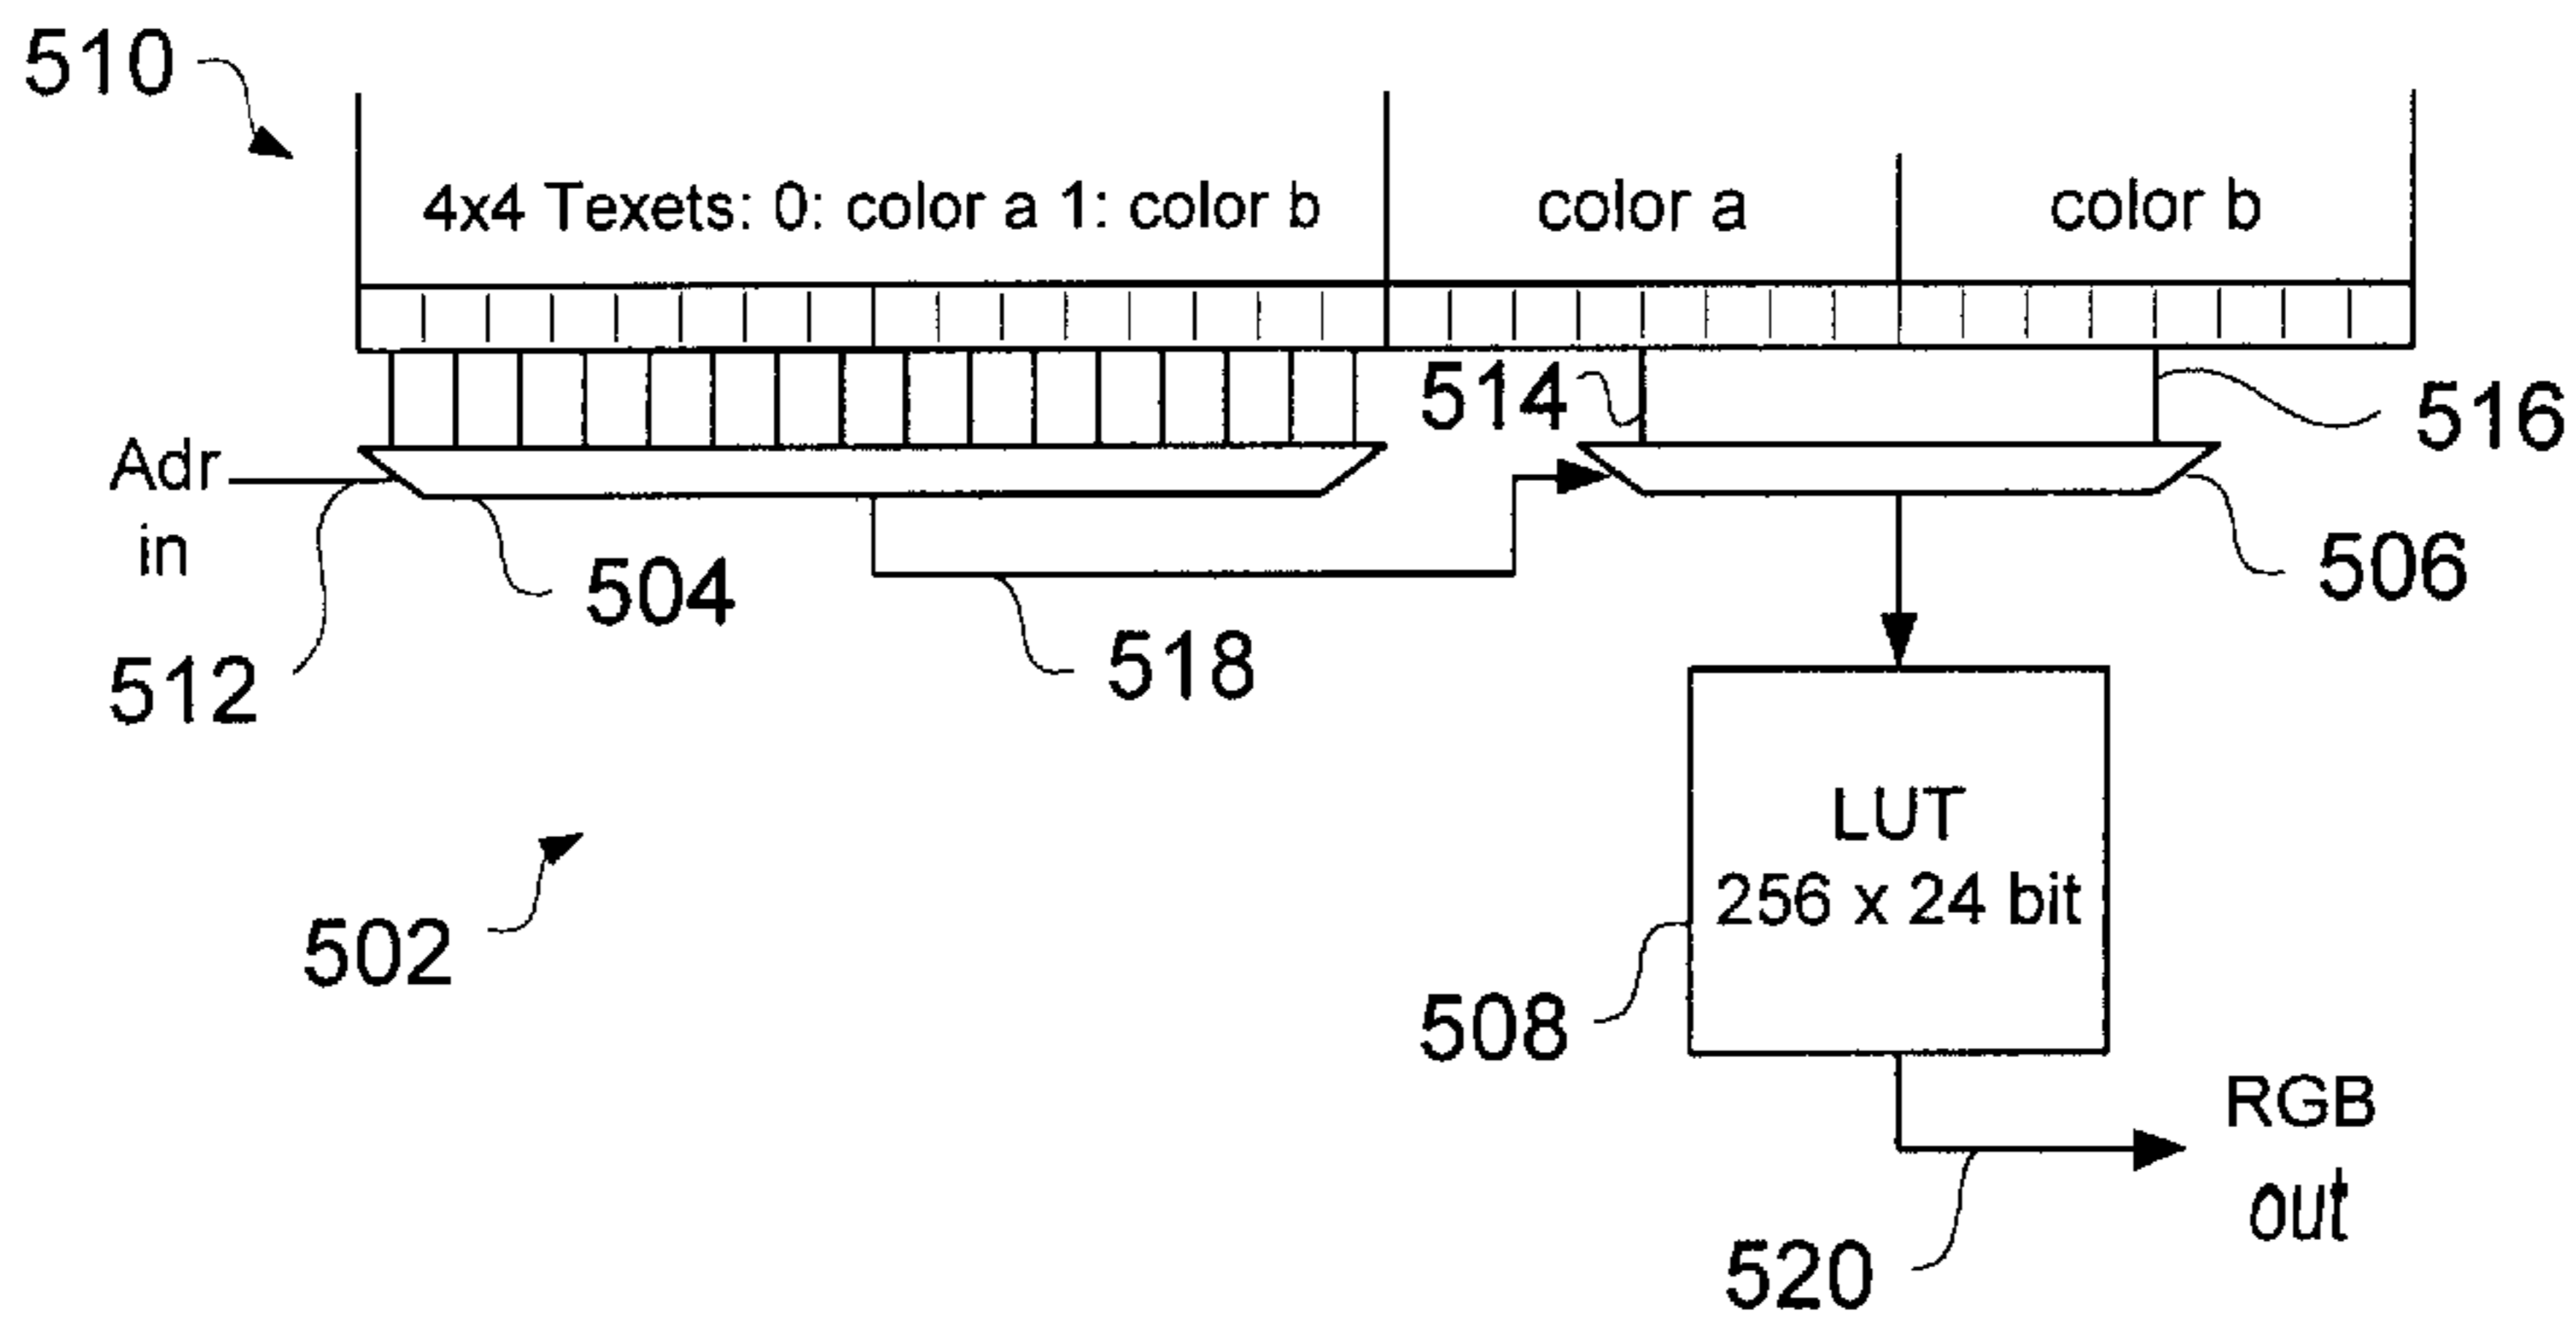 510
4x4 Texets: 0: color a 1: color b
color a
color b
514
516
Adr
in
504
506
512
518
LUT
256 x 24 bit
502
508
RGB
out
520